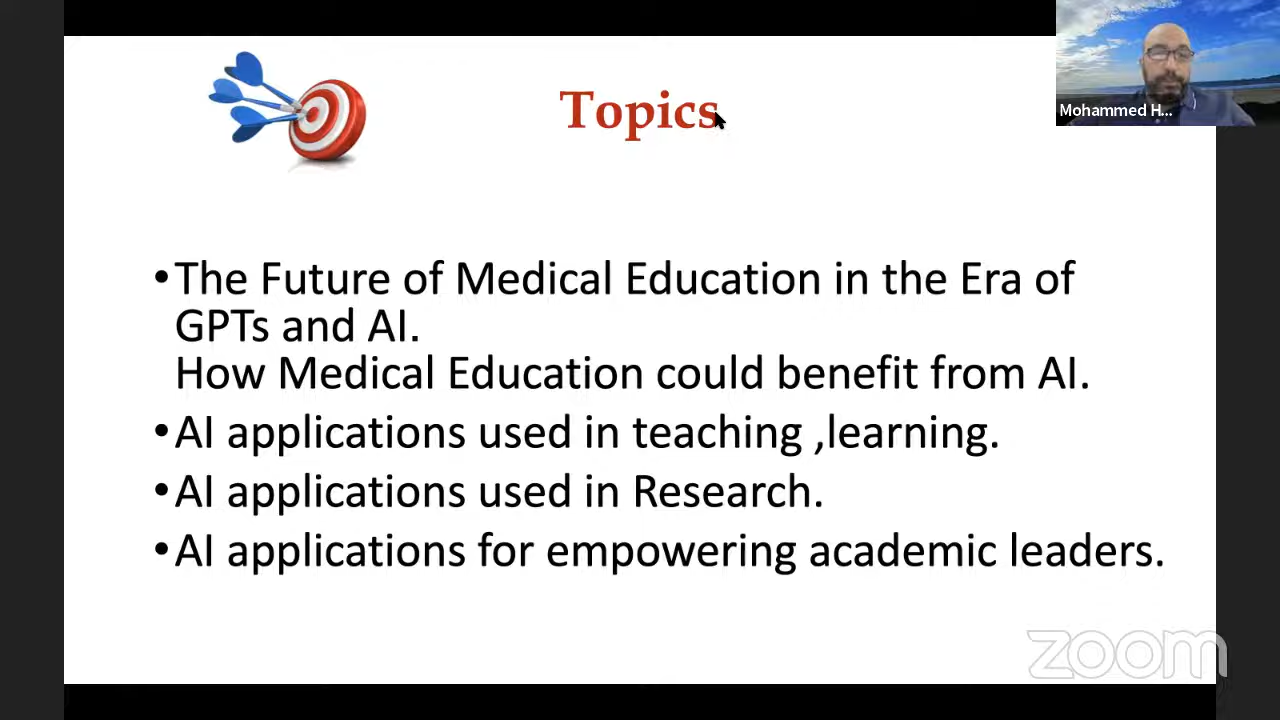 Topics
Mohammed H...
•The Future of Medical Education in the Era of
GPTs and AI.
How Medical Education could benefit from AI.
•AI applications used in teaching ,learning.
•AI applications used in Research.
•AI applications for empowering academic leaders.
zoom